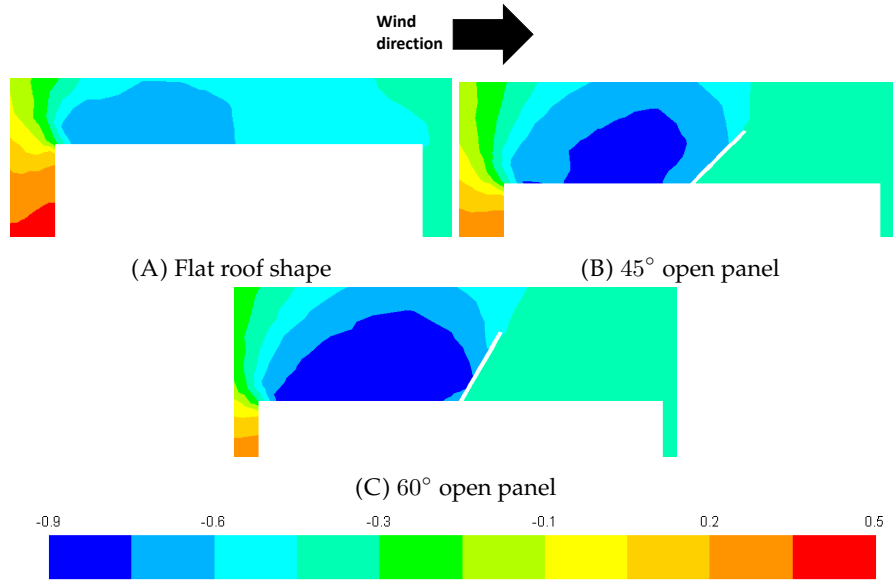 Wind
direction
(A) Flat roof shape
(B) 45° open panel
(C) 60° open panel
-0.9 -0.6 -0.3 -0.1 0.2 0.5